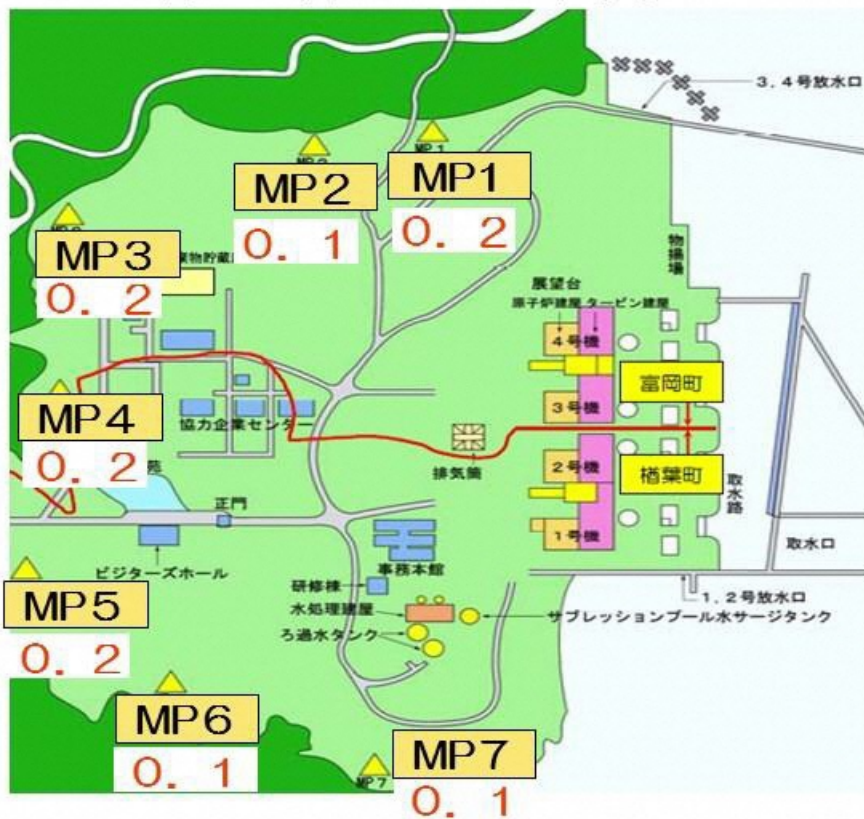 3, 4号放水口
MP1
MP1
0. 2
MP2
0. 1
MP3
0. 2
物揚場
展望台
原子炉建屋 タービン建屋
4号機
3号機
富岡町
MP4
0. 2
協力企業センター
排気筒
2号機
楢葉町
取水路
1号機
取水口
正門
ビジターズホール
事務本館
研修棟
水処理建屋
ろ過水タンク
サプレッションプール水サージタンク
1, 2号放水口
MP5
0. 2
MP6
0. 1
MP7
MP7
0. 1